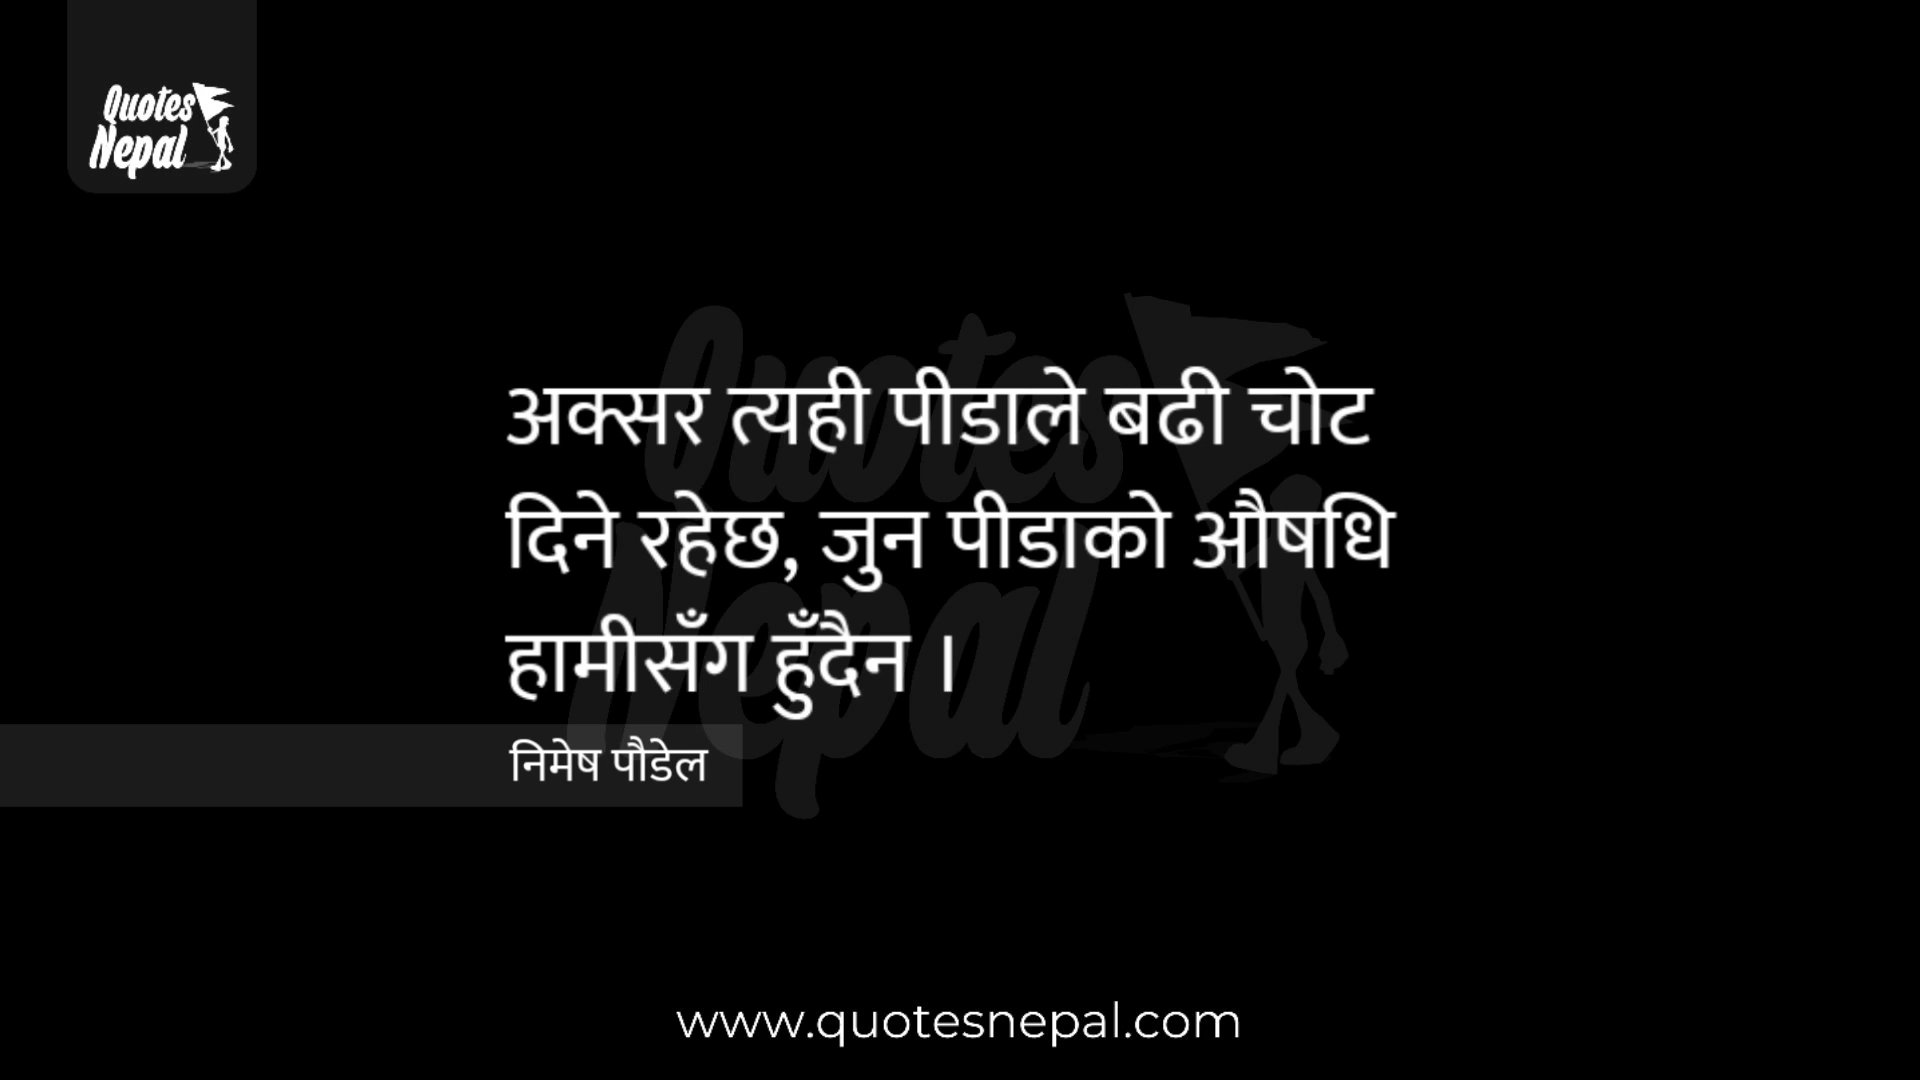 Quotes
Nepal
अक्सर त्यही पीडाले बढी चोट
दिने रहेछ, जुन पीडाको औषधि
हामीसँग हुँदैन ।
निमेष पौडेल
www.quotesnepal.com